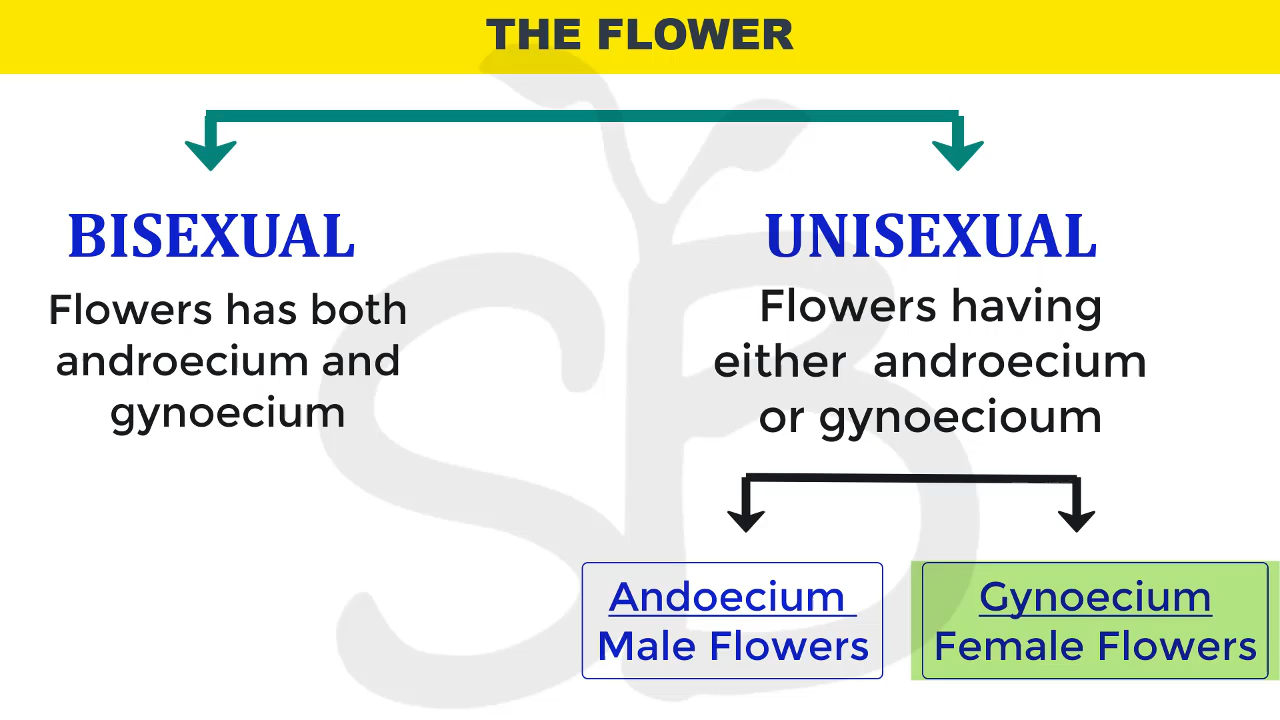 THE FLOWER
BISEXUAL
Flowers has both
androecium and
gynoecium
UNISEXUAL
Flowers having
either androecium
or gynoecioum
Andoecium
Male Flowers
Gynoecium
Female Flowers
SB